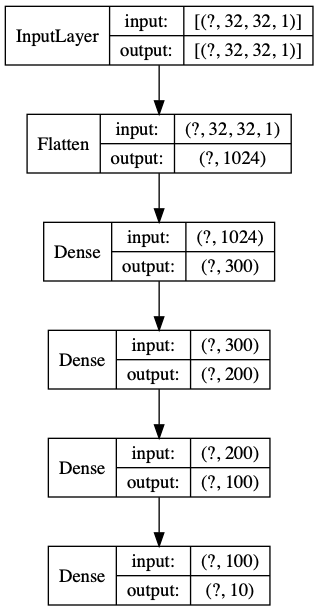 InputLayer
input: [(?, 32, 32, 1)]
output: [(?, 32, 32, 1)]
Flatten
input: (?, 32, 32, 1)
output: (?, 1024)
Dense
input: (?, 1024)
output: (?, 300)
Dense
input: (?, 300)
output: (?, 200)
Dense
input: (?, 200)
output: (?, 100)
Dense
input: (?, 100)
output: (?, 10)